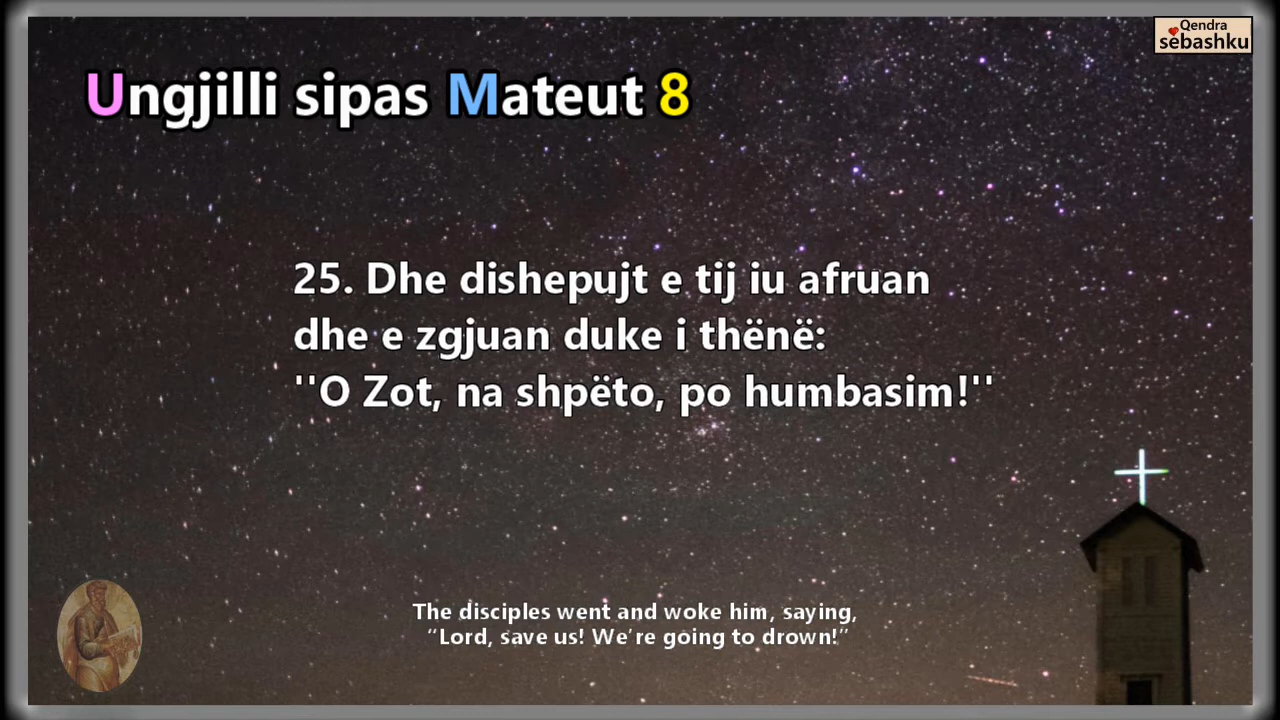 Qendra
sebashku
Ungjilli sipas Mateut 8
25. Dhe dishepujt e tij iu afruan
dhe e zgjuan duke i thënë:
''O Zot, na shpëto, po humbasim!''
The disciples went and woke him, saying,
“Lord, save us! We’re going to drown!”